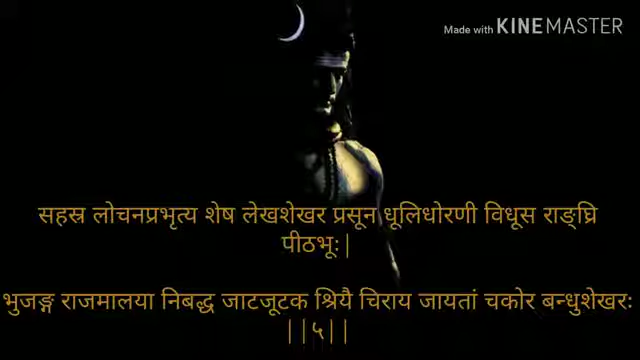 Made with KINEMASTER
सहस्र लोचनप्रभृत्य शेष लेखशेखर प्रसून धूलिधोरणी विधूस राङ्घ्रि
पीठभूः|
भुजङ्ग राजमालया निबद्ध जाटजूटक श्रियै चिराय जायतां चकोर बन्धुशेखरः
||५||